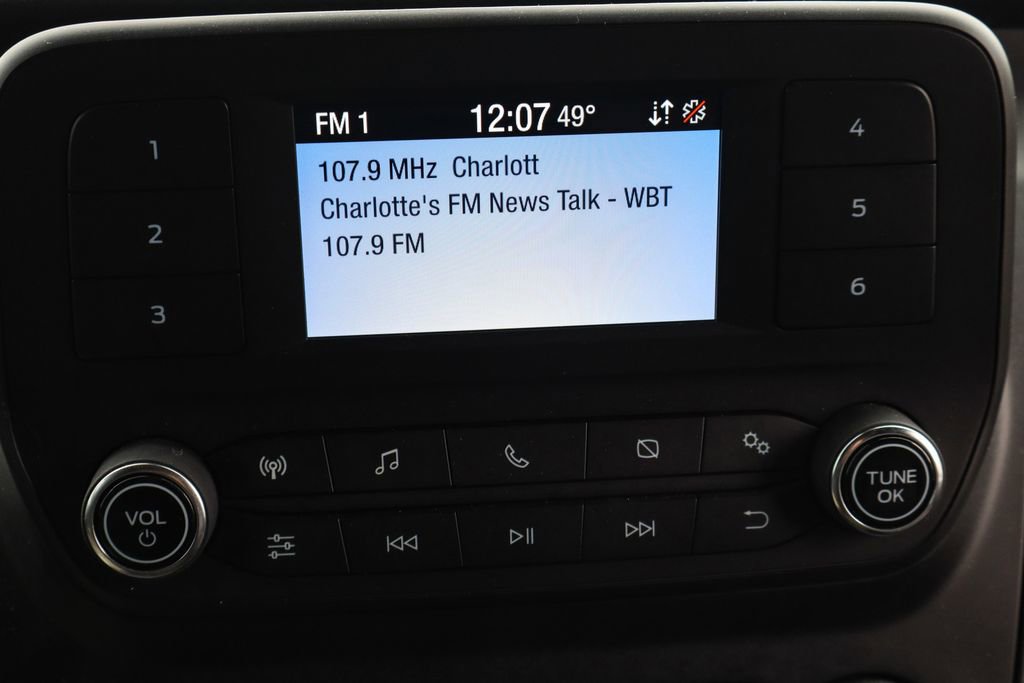 FM 1 12:07 49°
107.9 MHz Charlott
Charlotte's FM News Talk - WBT
107.9 FM
1
2
3
4
5
6
VOL
TUNE
OK